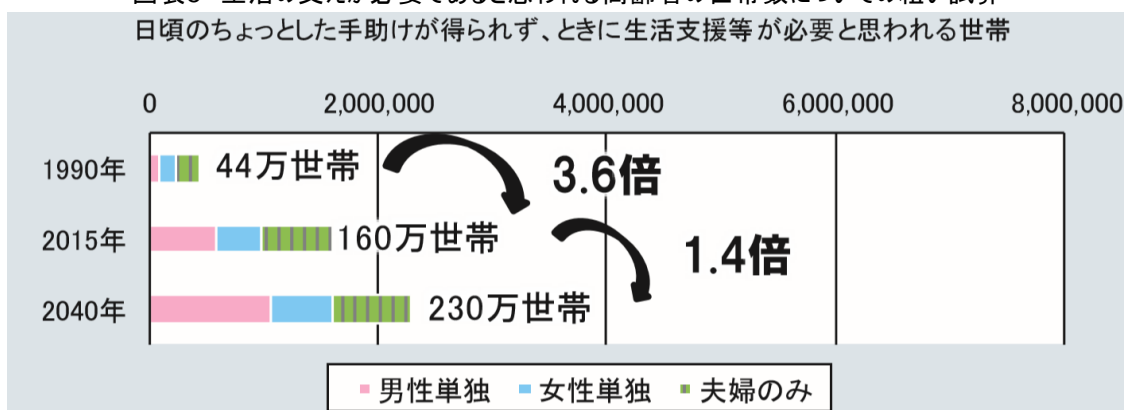 日頃のちょっとした手助けが得られず、ときに生活支援等が必要と思われる世帯
0 2,000,000 4,000,000 6,000,000 8,000,000
1990年 44万世帯 3.6倍
2015年 160万世帯 1.4倍
2040年 230万世帯
男性単独 女性単独 夫婦のみ